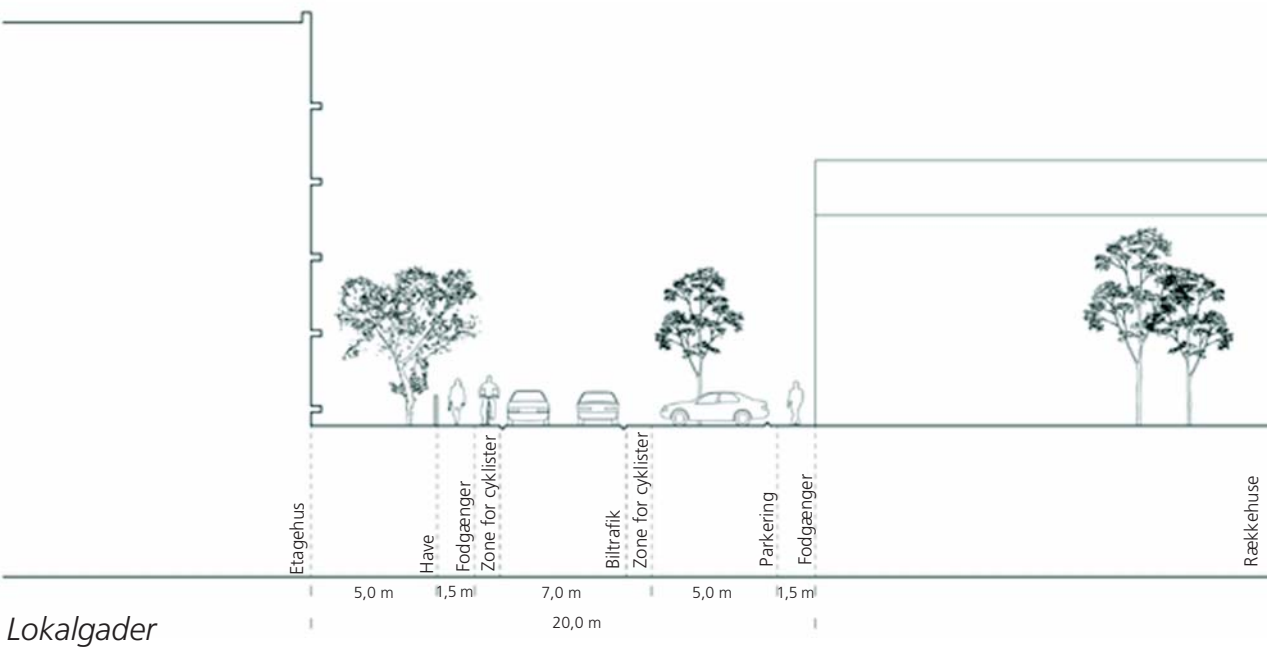 Etagehus
Have
Fodgænger
Zone for cyklister
Biltrafik
Zone for cyklister
Parkering
Fodgænger
Rækkehuse
5,0 m
1,5 m
7,0 m
5,0 m
1,5 m
20,0 m
Lokalgader